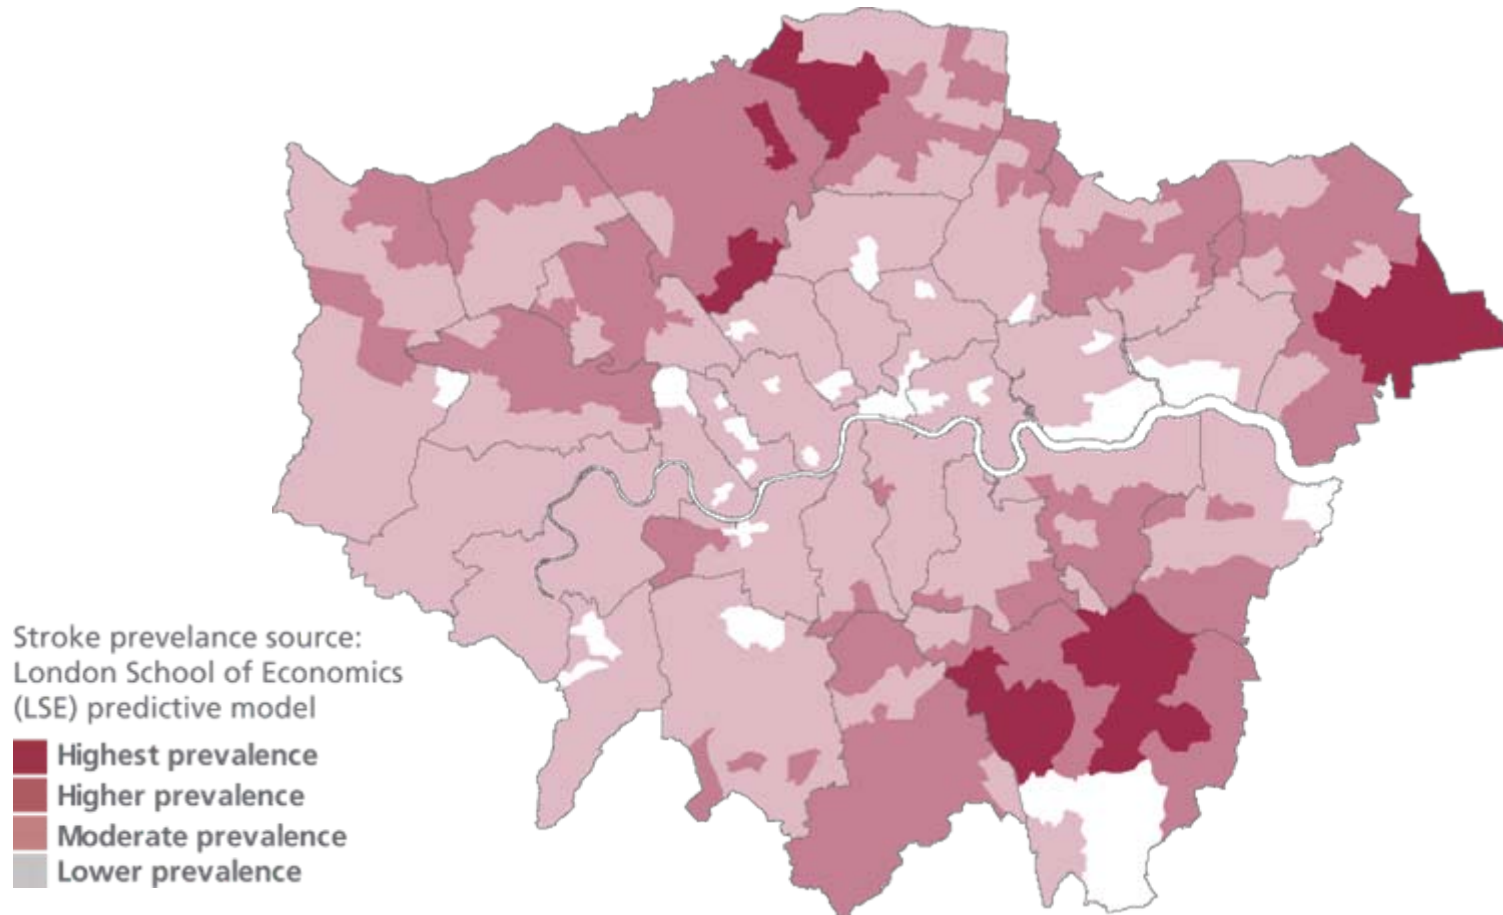 Stroke prevelance source:
London School of Economics
(LSE) predictive model
Highest prevalence
Higher prevalence
Moderate prevalence
Lower prevalence